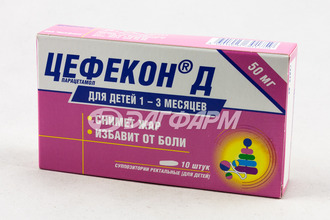 ЦЕФЕКОН® Д
ПАРАЦЕТАМОЛ
50 МГ
ДЛЯ ДЕТЕЙ 1 – 3 МЕСЯЦЕВ
СНИМЕТ ЖАР
ИЗБАВИТ ОТ БОЛИ
10 ШТУК
СУППОЗИТОРИИ РЕКТАЛЬНЫЕ (ДЛЯ ДЕТЕЙ)